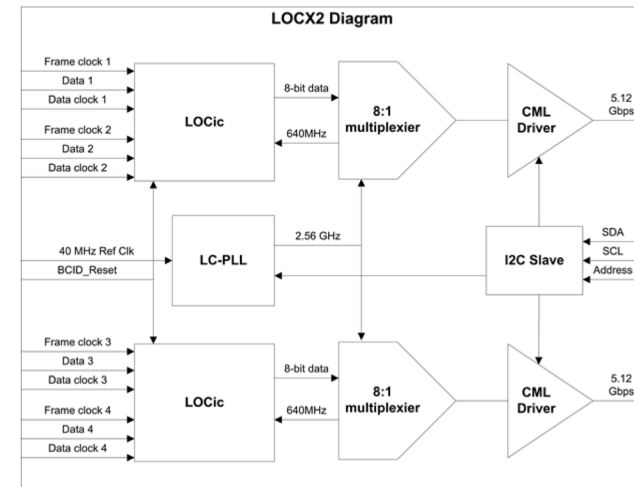 LOCX2 Diagram
Frame clock 1
Data 1
Data clock 1
Frame clock 2
Data 2
Data clock 2
LOCic
8-bit data
640MHz
8:1
multiplexier
CML
Driver
5.12
Gbps
40 MHz Ref Clk
BCID_Reset
LC-PLL
2.56 GHz
I2C Slave
SDA
SCL
Address
Frame clock 3
Data 3
Data clock 3
Frame clock 4
Data 4
Data clock 4
LOCic
8-bit data
640MHz
8:1
multiplexier
CML
Driver
5.12
Gbps